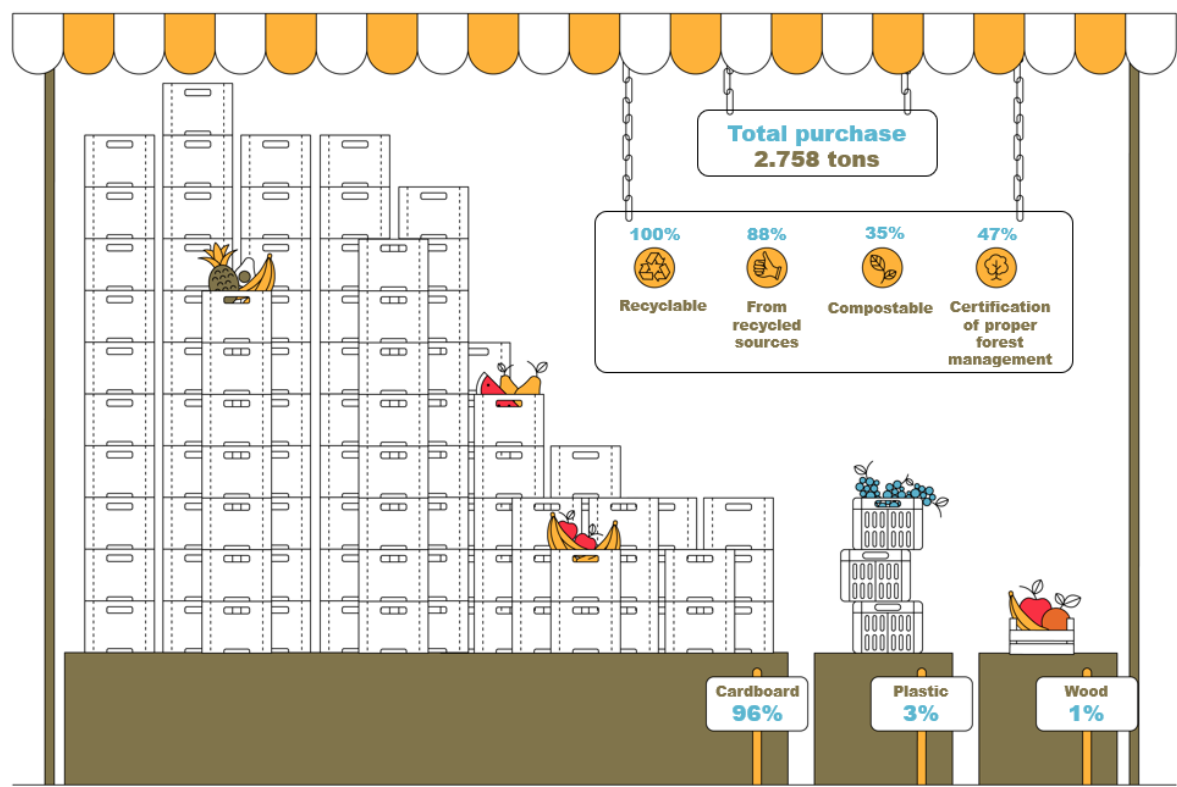 Total purchase
2.758 tons
100%
88%
35%
47%
Recyclable
From
recycled
sources
Compostable
Certification
of proper
forest
management
Cardboard
96%
Plastic
3%
Wood
1%